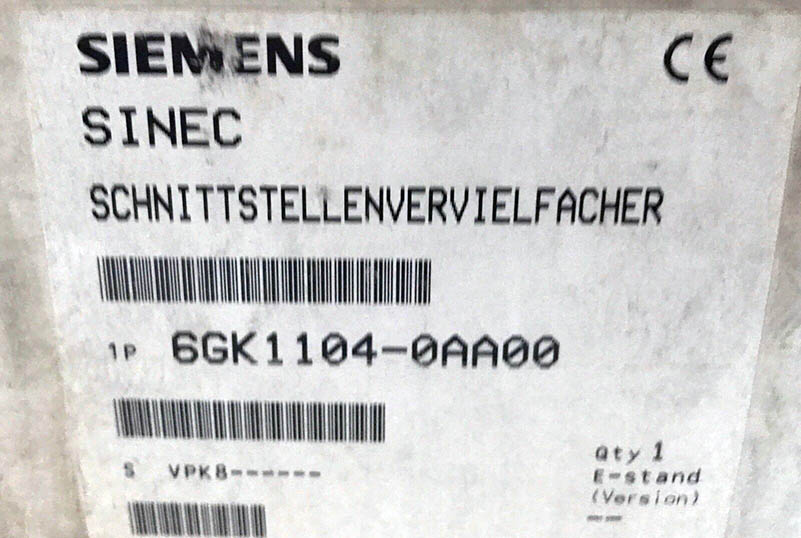 SIEMENS CE
SINEC
SCHNITTSTELLENVERVIELFACHER
1P 6GK1104-0AA00
S VPK8------
Qty 1
E-stand
(Version)
--